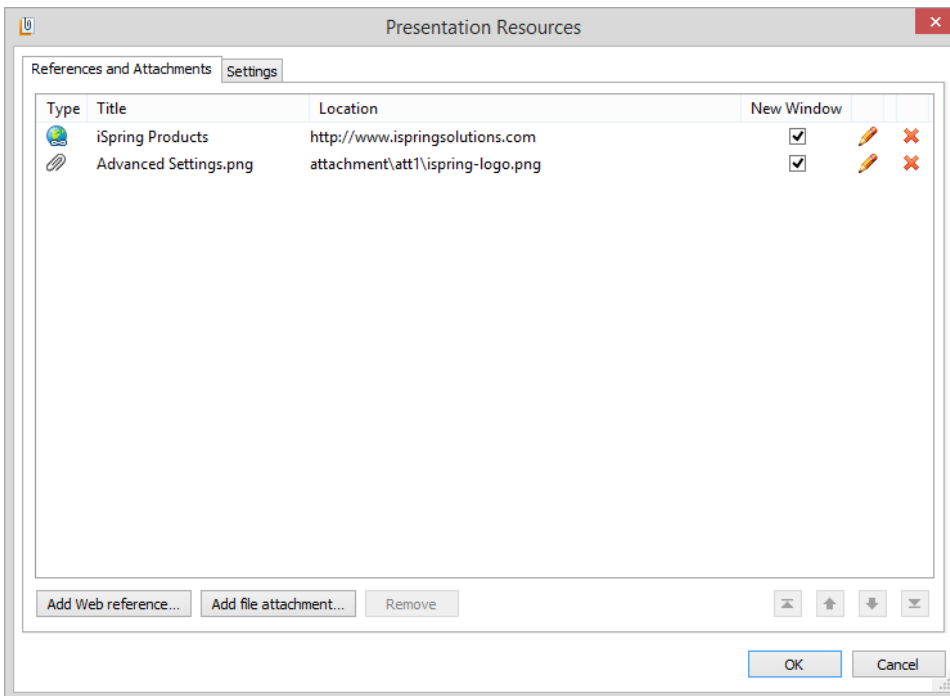 Presentation Resources
References and Attachments Settings
Type Title Location New Window
iSpring Products http://www.ispringsolutions.com
Advanced Settings.png attachment\att1\ispring-logo.png
Add Web reference... Add file attachment... Remove
OK Cancel